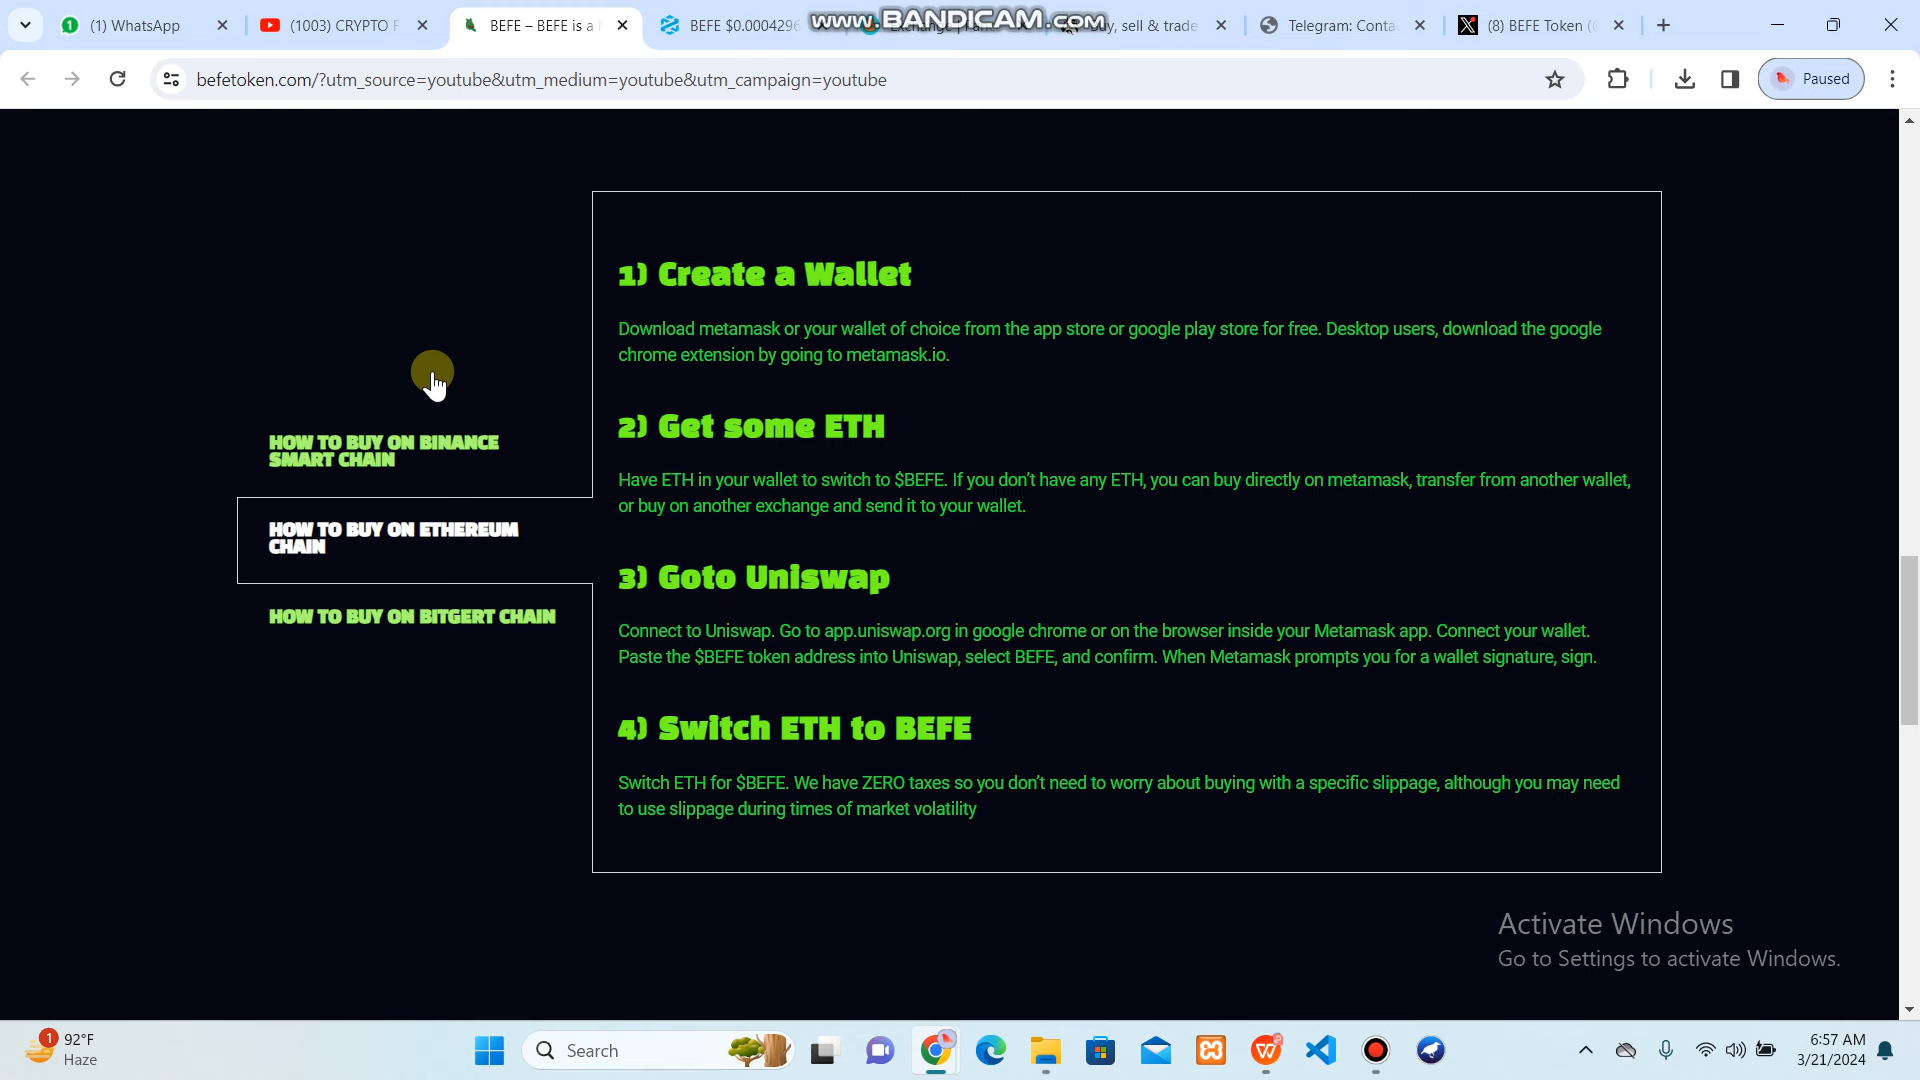 (1) WhatsApp
(1003) CRYPTO F
BEFE – BEFE is a
BEFE $0.0004296
www.BANDICAM.com
Exchange | Pan
Buy, sell & trade
Telegram: Conta
(8) BEFE Token (
befetoken.com/?utm_source=youtube&utm_medium=youtube&utm_campaign=youtube
Paused
HOW TO BUY ON BINANCE
SMART CHAIN
HOW TO BUY ON ETHEREUM
CHAIN
HOW TO BUY ON BITGERT CHAIN
1) Create a Wallet
Download metamask or your wallet of choice from the app store or google play store for free. Desktop users, download the google
chrome extension by going to metamask.io.
2) Get some ETH
Have ETH in your wallet to switch to $BEFE. If you don't have any ETH, you can buy directly on metamask, transfer from another wallet,
or buy on another exchange and send it to your wallet.
3) Goto Uniswap
Connect to Uniswap. Go to app.uniswap.org in google chrome or on the browser inside your Metamask app. Connect your wallet.
Paste the $BEFE token address into Uniswap, select BEFE, and confirm. When Metamask prompts you for a wallet signature, sign.
4) Switch ETH to BEFE
Switch ETH for $BEFE. We have ZERO taxes so you don't need to worry about buying with a specific slippage, although you may need
to use slippage during times of market volatility
Activate Windows
Go to Settings to activate Windows.
1
92°F
Haze
Search
6:57 AM
3/21/2024